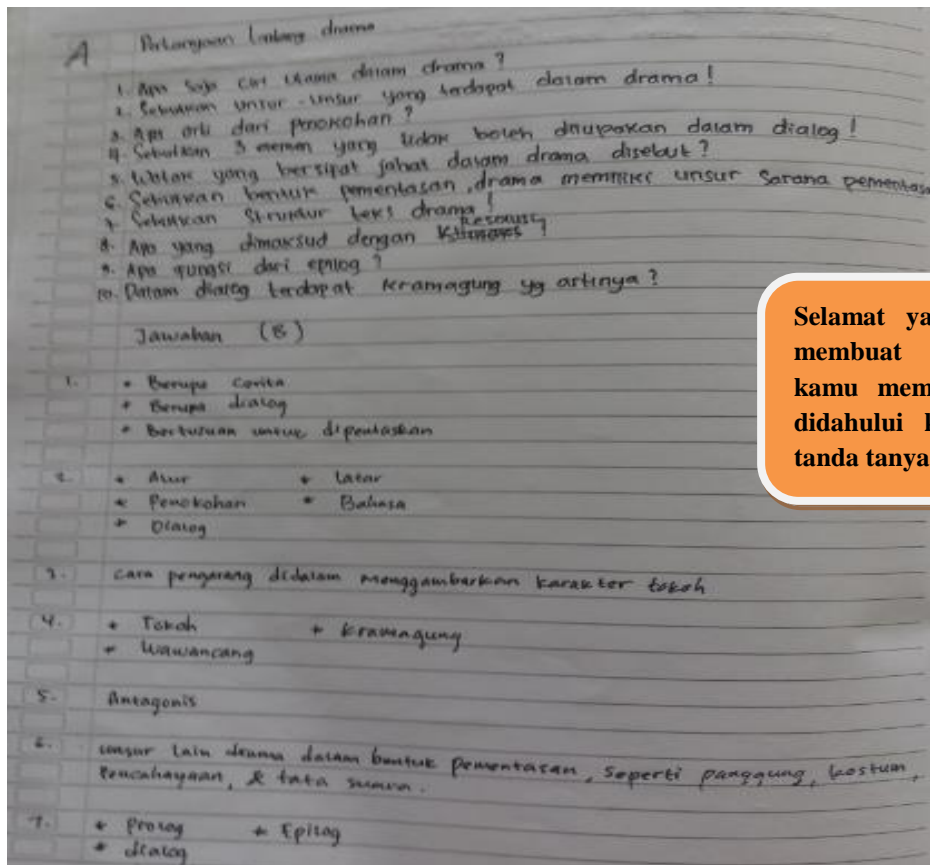 A Pertanyaan tentang drama
1. Apa saja ciri utama dalam drama?
2. Sebutkan unsur-unsur yang terdapat dalam drama!
3. Apa arti dari penokohan?
4. Sebutkan 3 elemen yang tidak boleh dilupakan dalam dialog!
5. Watak yang bersipat jahat dalam drama disebut?
6. Sebutkan bentuk pementasan, drama memiliki unsur sarana pementasa
7. Sebutkan Struktur teks drama!
8. Apa yang dimaksud dengan Resolusi?
9. Apa fungsi dari epilog?
10. Dalam dialog terdapat kramagung yg artinya?
Jawaban (B)
1. * Berupa Cerita
* Berupa dialog
* Bertujuan untuk dipentaskan
2. * Alur * Latar
* Penokohan * Bahasa
* Dialog
3. cara pengarang didalam menggambarkan karakter tokoh
4. * Tokoh * Kramagung
* Wawancang
5. Antagonis
6. unsur lain drama dalam bentuk pementasan, seperti panggung, kostum,
Pencahayaan, & tata suara.
7. * Prolog * Epilog
* dialog
Selamat ya
membuat
kamu mem
didahului
tanda tanya